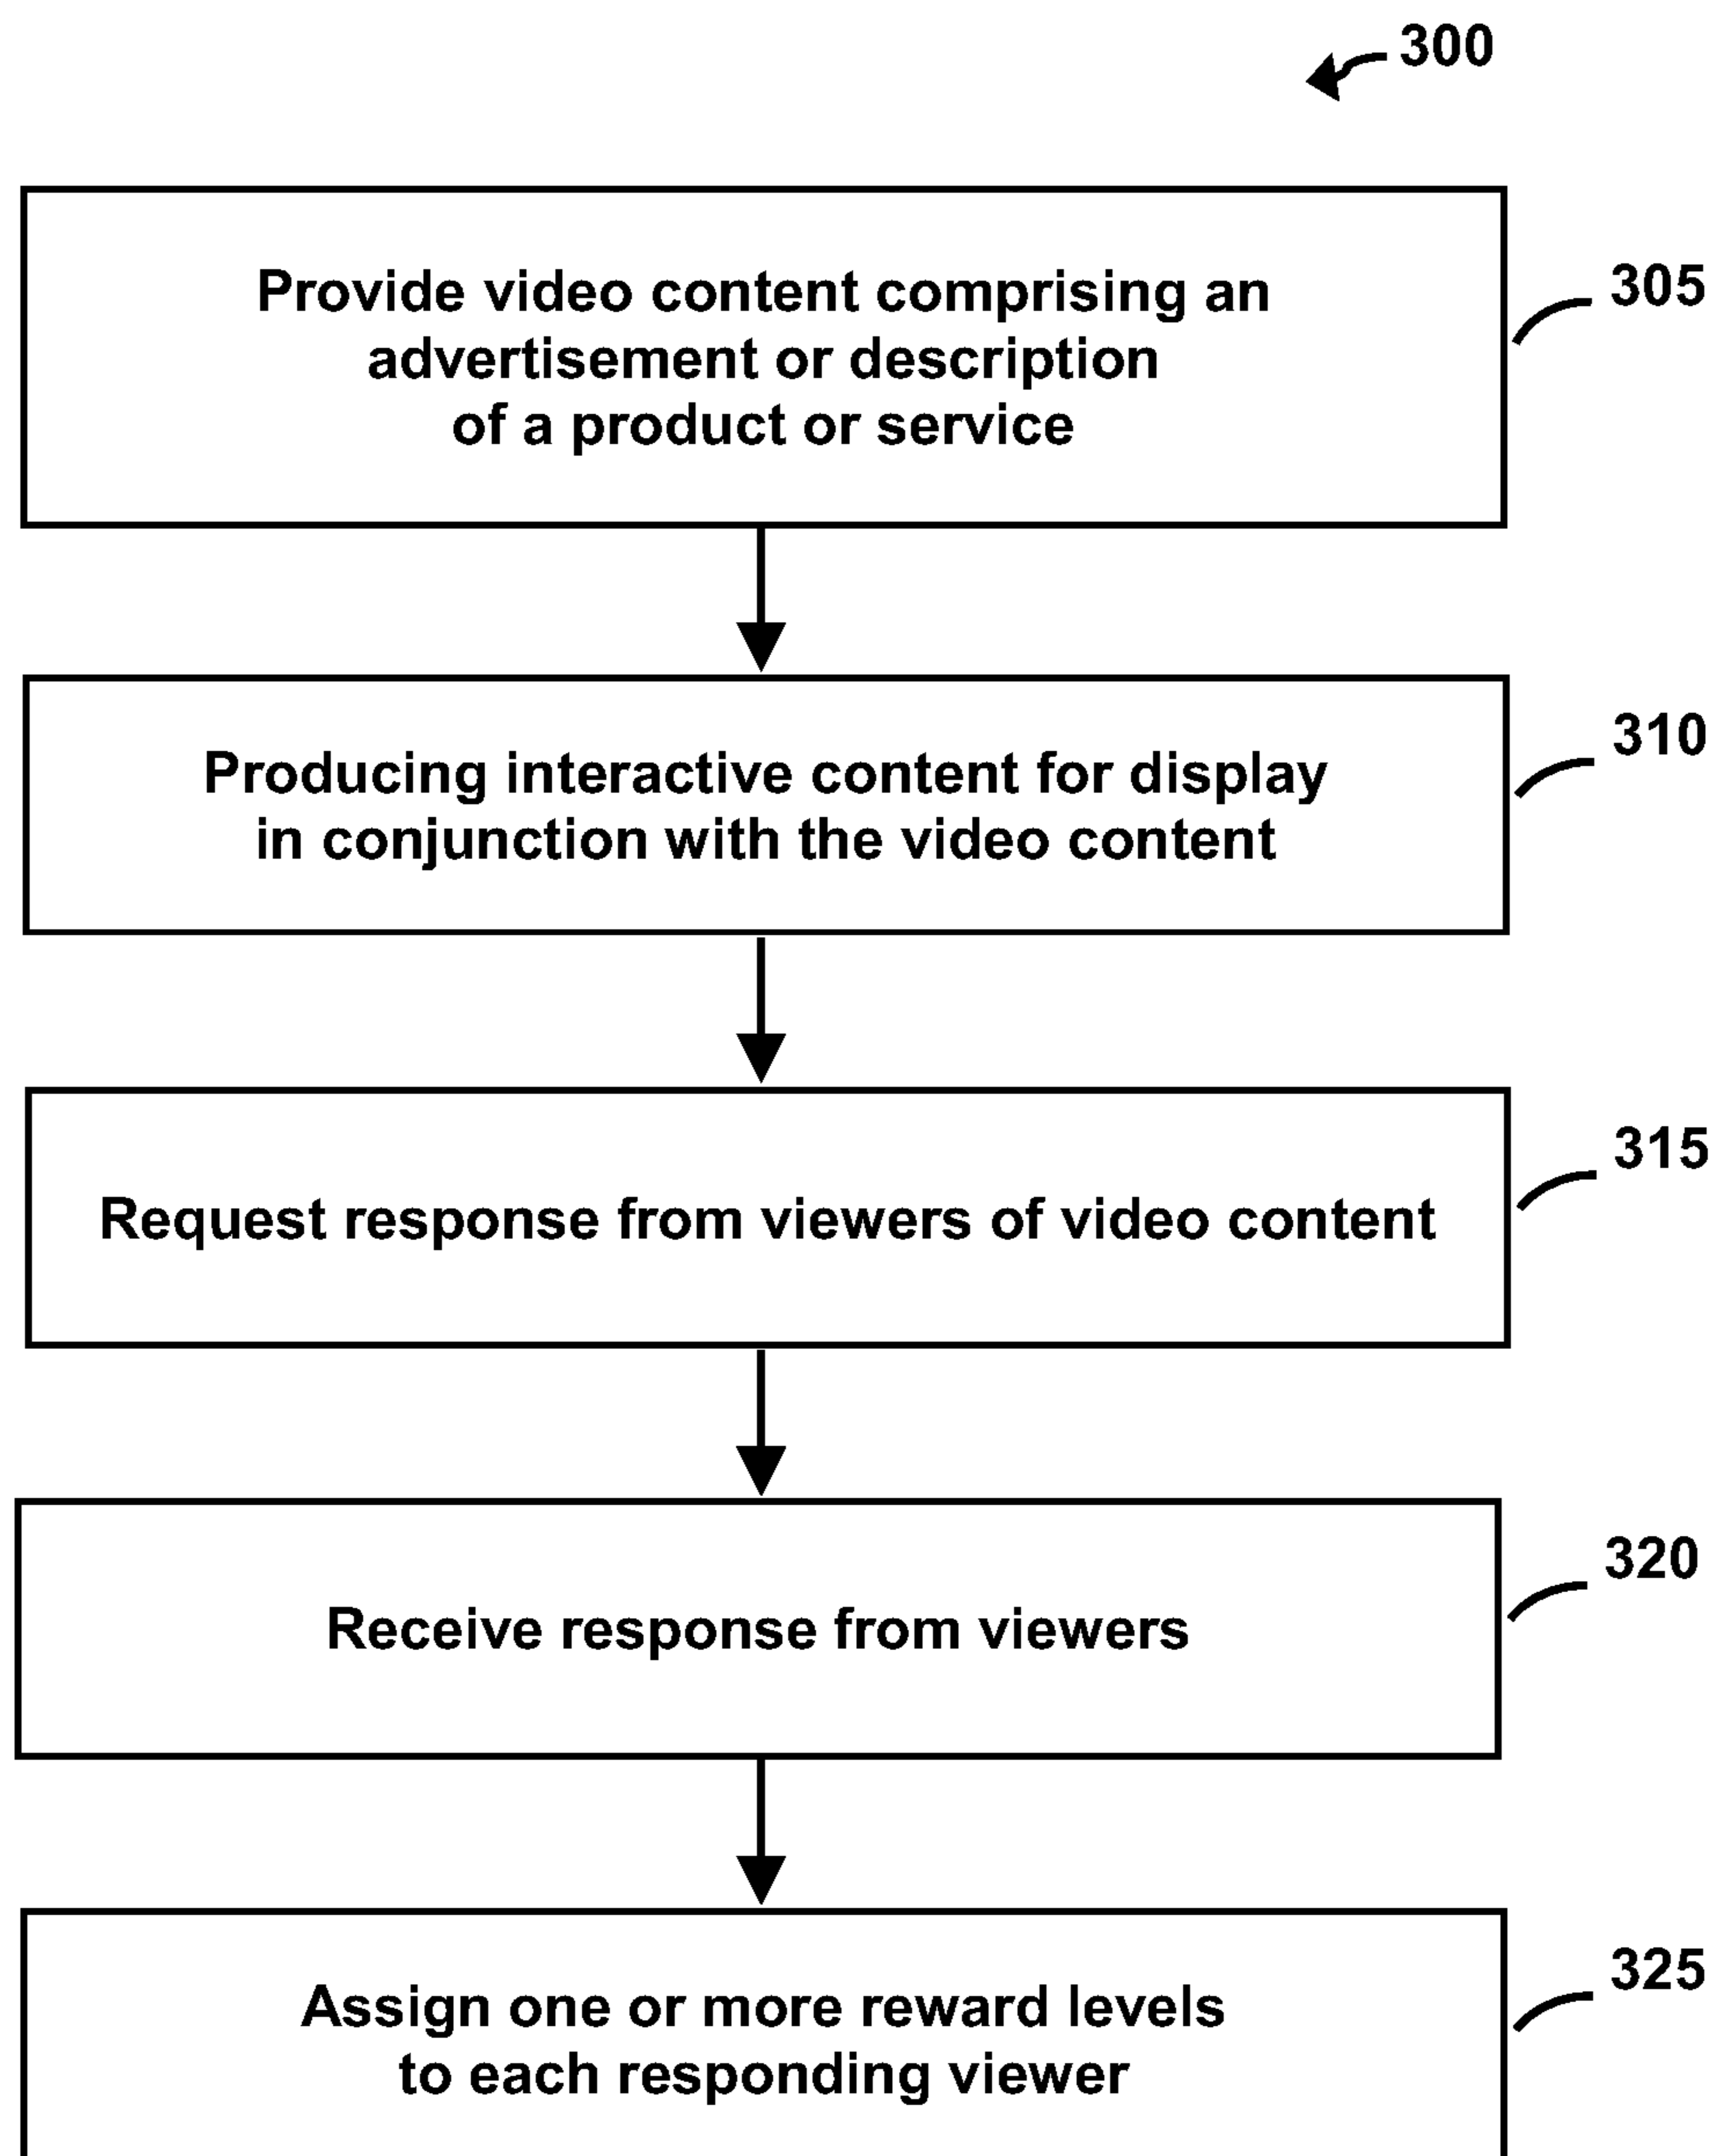 300
Provide video content comprising an
advertisement or description
of a product or service
305
Producing interactive content for display
in conjunction with the video content
310
Request response from viewers of video content
315
Receive response from viewers
320
Assign one or more reward levels
to each responding viewer
325